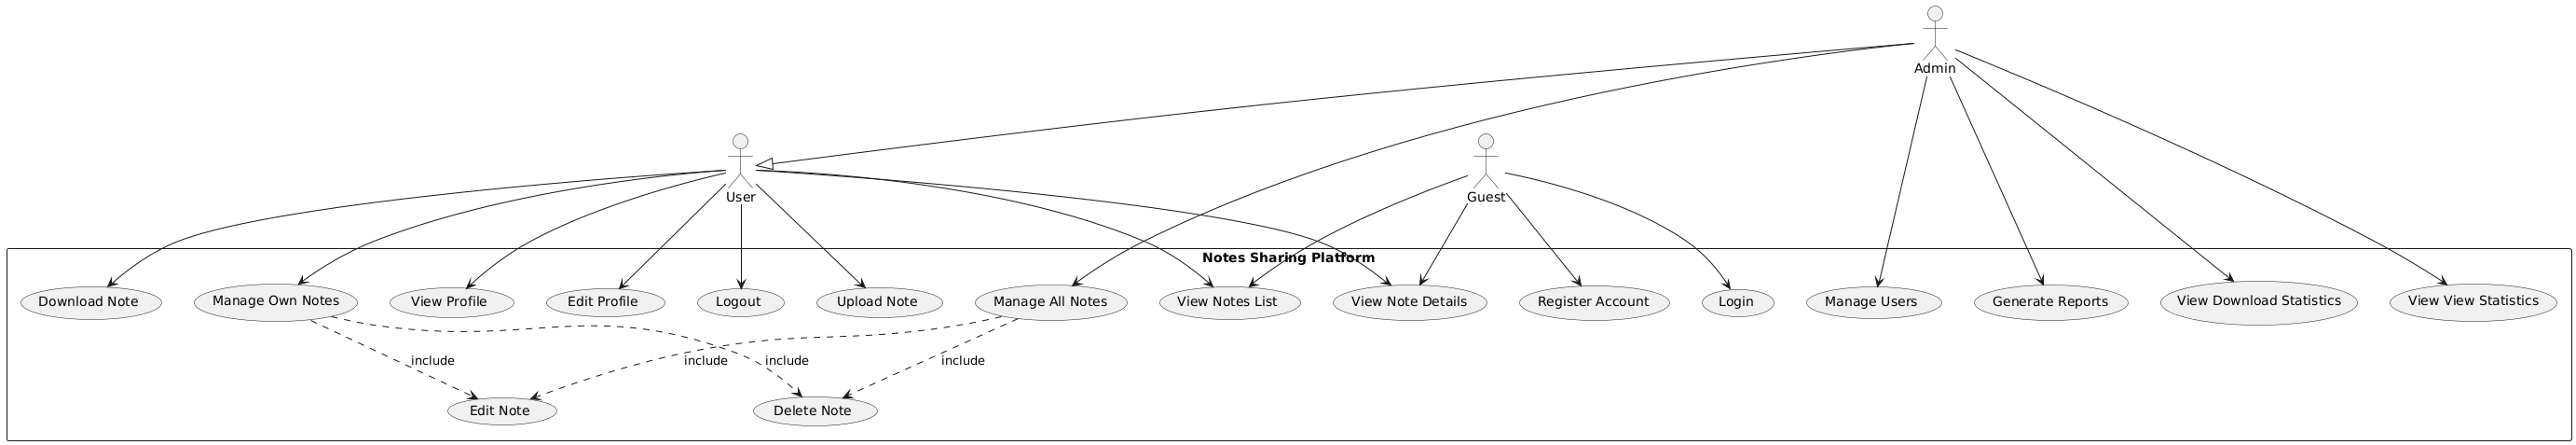 Admin
User
Guest
Notes Sharing Platform
Download Note
Manage Own Notes
View Profile
Edit Profile
Logout
Upload Note
Manage All Notes
View Notes List
View Note Details
Register Account
Login
Manage Users
Generate Reports
View Download Statistics
View View Statistics
include
include
include
include
Edit Note
Delete Note